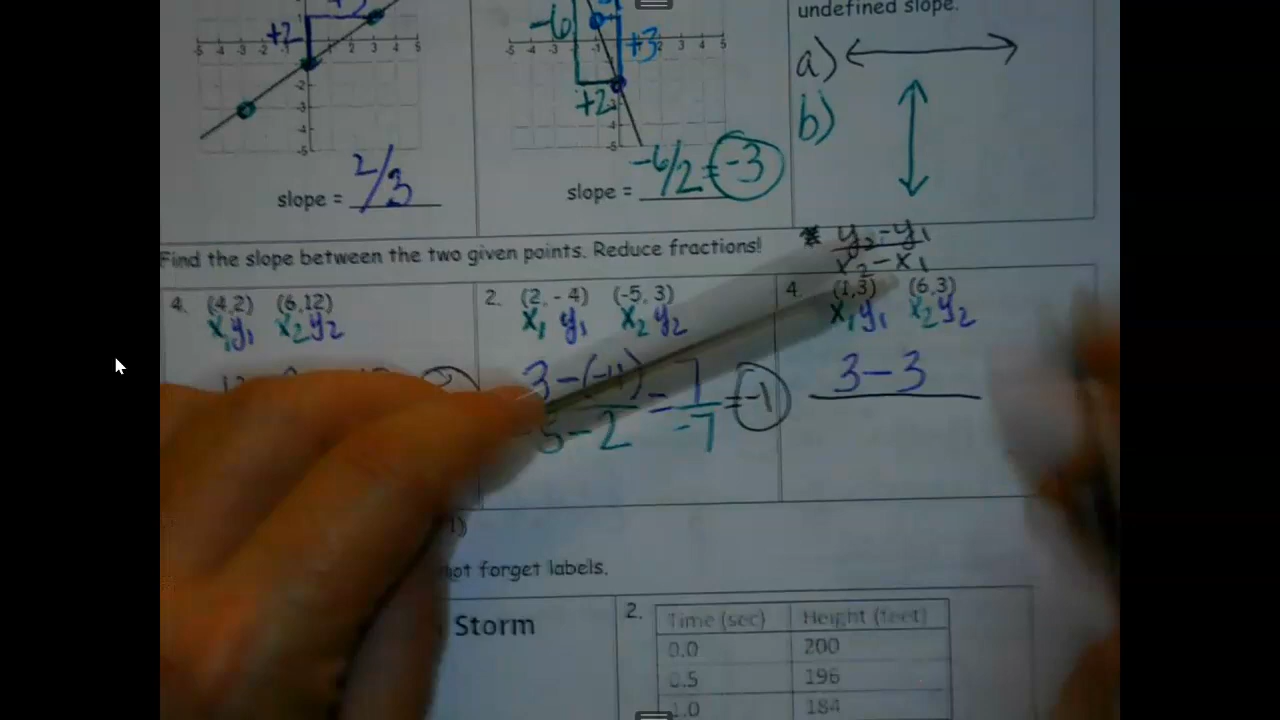 undefined slope.
+2
-6
+3
+2
a)
b)
slope = 2/3
slope = -6/2 = -3
Find the slope between the two given points. Reduce fractions!
* y2-y1
x2-x1
4. (4,2) (6,12)
x1 y1 x2 y2
2. (2, - 4) (-5, 3)
x1 y1 x2 y2
4. (1,3) (6,3)
x1 y1 x2 y2
3-(-4) = 7 = -1
5-2 -7
3-3
not forget labels.
Storm
2.
Time (sec) Height (feet)
0.0 200
0.5 196
1.0 184